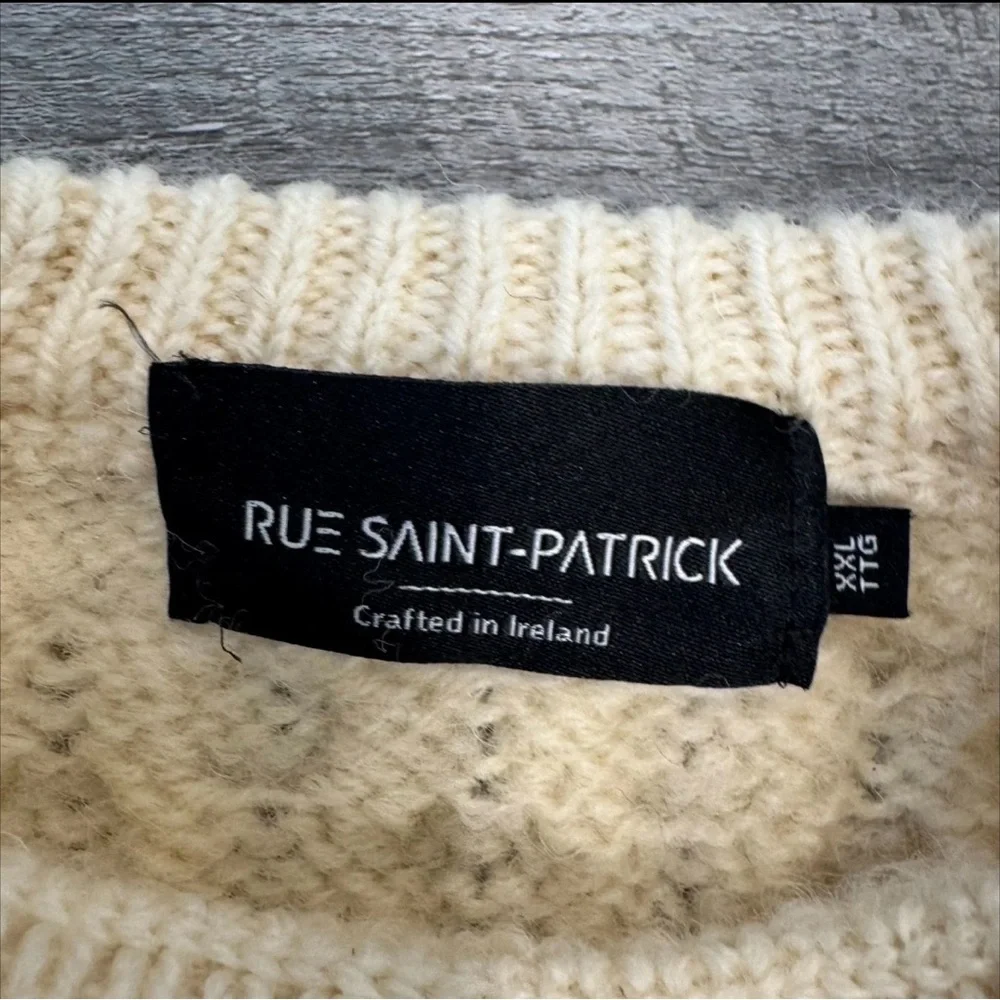 RUE SAINT-PATRICK
Crafted in Ireland
XXL
TTG